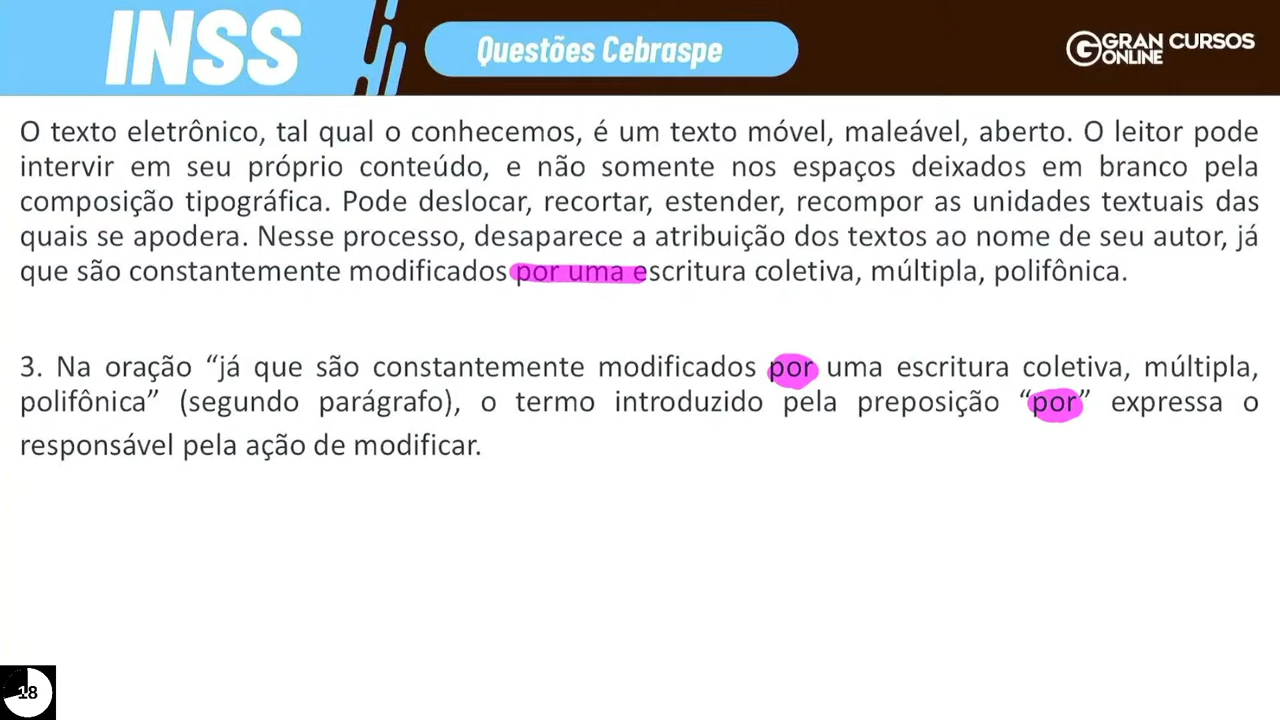 INSS
Questões Cebraspe
GRAN CURSOS
ONLINE
O texto eletrônico, tal qual o conhecemos, é um texto móvel, maleável, aberto. O leitor pode
intervir em seu próprio conteúdo, e não somente nos espaços deixados em branco pela
composição tipográfica. Pode deslocar, recortar, estender, recompor as unidades textuais das
quais se apodera. Nesse processo, desaparece a atribuição dos textos ao nome de seu autor, já
que são constantemente modificados por uma escritura coletiva, múltipla, polifônica.
3. Na oração “já que são constantemente modificados por uma escritura coletiva, múltipla,
polifônica” (segundo parágrafo), o termo introduzido pela preposição “por” expressa o
responsável pela ação de modificar.
18